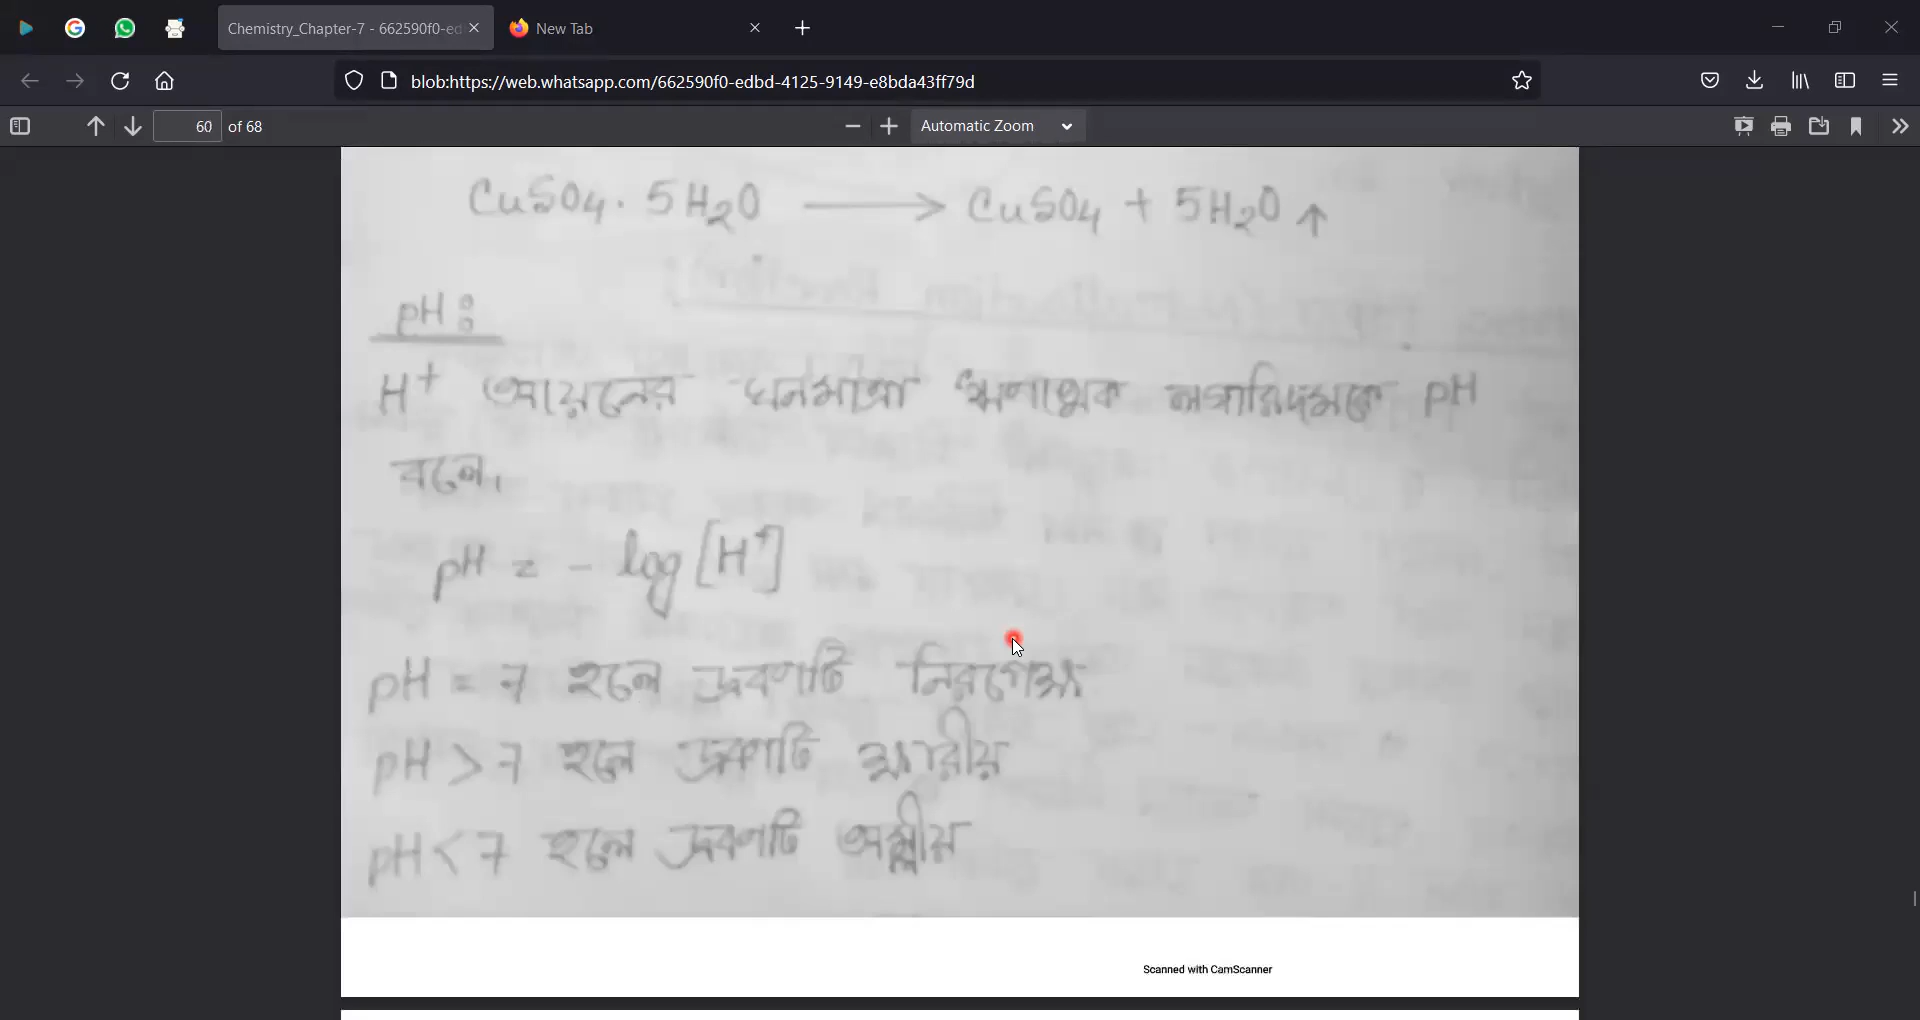 Chemistry_Chapter-7 - 662590f0-ed
New Tab
blob:https://web.whatsapp.com/662590f0-edbd-4125-9149-e8bda43ff79d
60 of 68
Automatic Zoom
CuSO4 · 5H2O ⟶ CuSO4 + 5H2O ↑
pH :
H+ আয়নের ঘনমাত্রা ঋণাত্মক লগারিদমকে pH
বলে।
pH = - log [H+]
pH = 7 হলে দ্রবণটি নিরপেক্ষ
pH > 7 হলে দ্রবণটি ক্ষারীয়
pH < 7 হলে দ্রবণটি অম্লীয়
Scanned with CamScanner